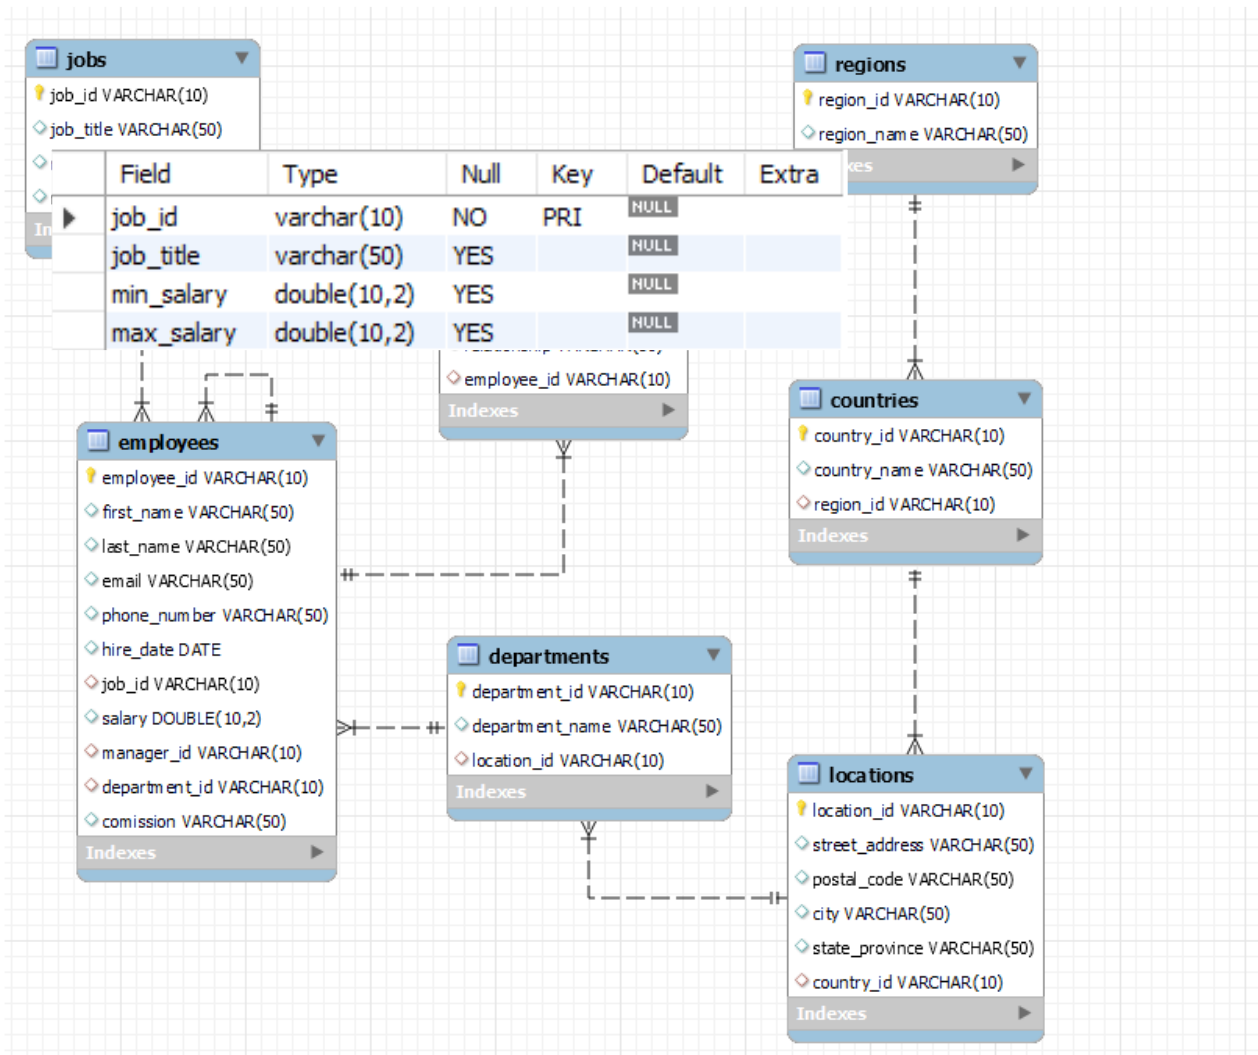 jobs
job_id VARCHAR(10)
job_title VARCHAR(50)
Field Type Null Key Default Extra
job_id varchar(10) NO PRI NULL
job_title varchar(50) YES NULL
min_salary double(10,2) YES NULL
max_salary double(10,2) YES NULL
regions
region_id VARCHAR(10)
region_name VARCHAR(50)
employee_id VARCHAR(10)
Indexes
employees
employee_id VARCHAR(10)
first_name VARCHAR(50)
last_name VARCHAR(50)
email VARCHAR(50)
phone_number VARCHAR(50)
hire_date DATE
job_id VARCHAR(10)
salary DOUBLE(10,2)
manager_id VARCHAR(10)
department_id VARCHAR(10)
comission VARCHAR(50)
Indexes
countries
country_id VARCHAR(10)
country_name VARCHAR(50)
region_id VARCHAR(10)
Indexes
departments
department_id VARCHAR(10)
department_name VARCHAR(50)
location_id VARCHAR(10)
Indexes
locations
location_id VARCHAR(10)
street_address VARCHAR(50)
postal_code VARCHAR(50)
city VARCHAR(50)
state_province VARCHAR(50)
country_id VARCHAR(10)
Indexes